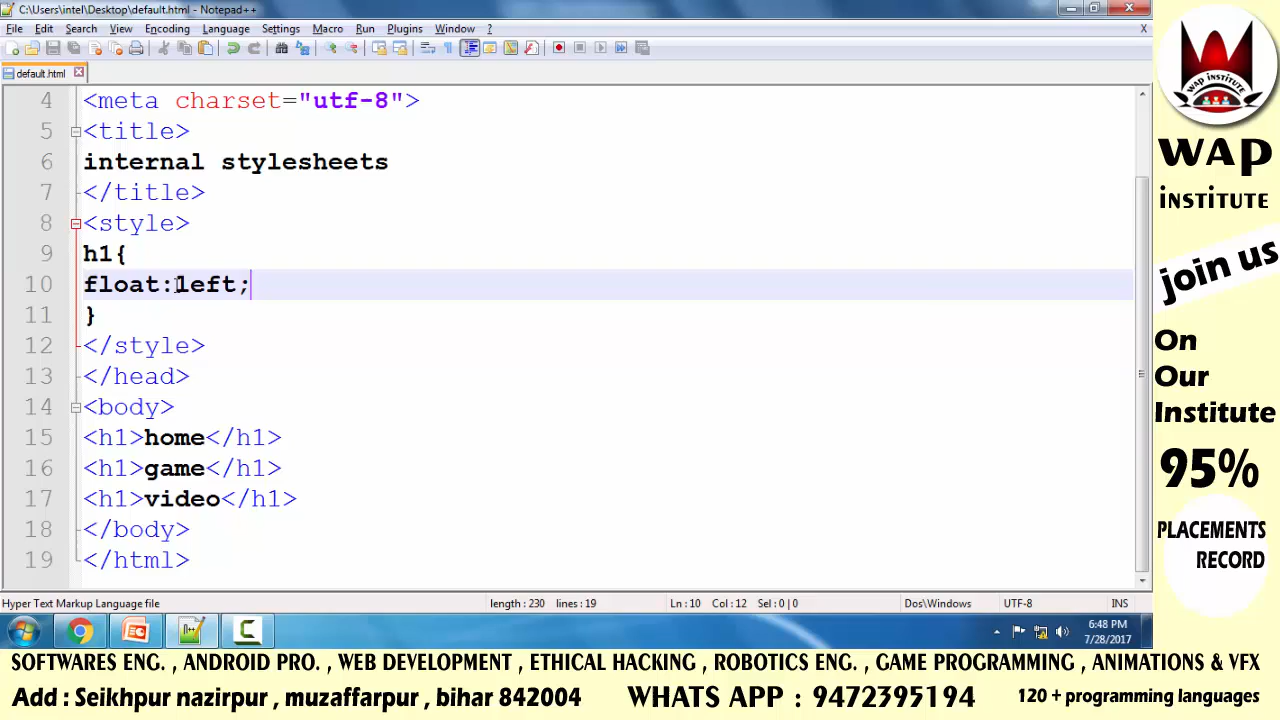 C:\Users\intel\Desktop\default.html - Notepad++
File Edit Search View Encoding Language Settings Macro Run Plugins Window ?
X
default.html
4 <meta charset="utf-8">
5 <title>
6 internal stylesheets
7 </title>
8 <style>
9 h1{
10 float:left;
11 }
12 </style>
13 </head>
14 <body>
15 <h1>home</h1>
16 <h1>game</h1>
17 <h1>video</h1>
18 </body>
19 </html>
Hyper Text Markup Language file length : 230 lines : 19 Ln : 10 Col : 12 Sel : 0 | 0 Dos\Windows UTF-8 INS
6:48 PM
7/28/2017
wap institute
WAP
institute
join us
On
Our
Institute
95%
PLACEMENTS
RECORD
SOFTWARES ENG. , ANDROID PRO. , WEB DEVELOPMENT , ETHICAL HACKING , ROBOTICS ENG. , GAME PROGRAMMING , ANIMATIONS & VFX
Add : Seikhpur nazirpur , muzaffarpur , bihar 842004 WHATS APP : 9472395194 120 + programming languages